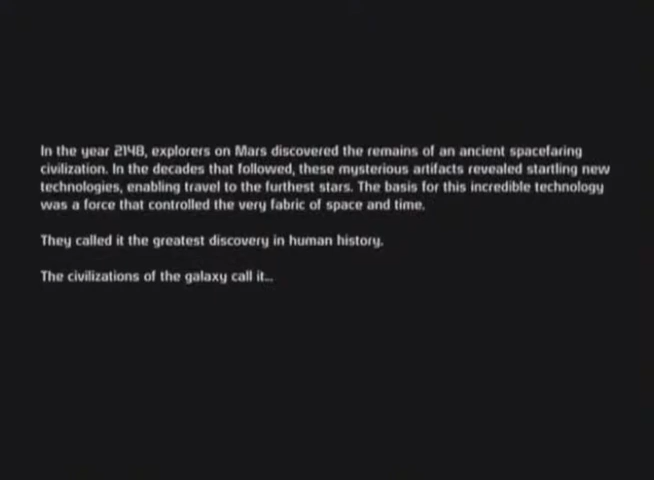 In the year 2148, explorers on Mars discovered the remains of an ancient spacefaring
civilization. In the decades that followed, these mysterious artifacts revealed startling new
technologies, enabling travel to the furthest stars. The basis for this incredible technology
was a force that controlled the very fabric of space and time.
They called it the greatest discovery in human history.
The civilizations of the galaxy call it...